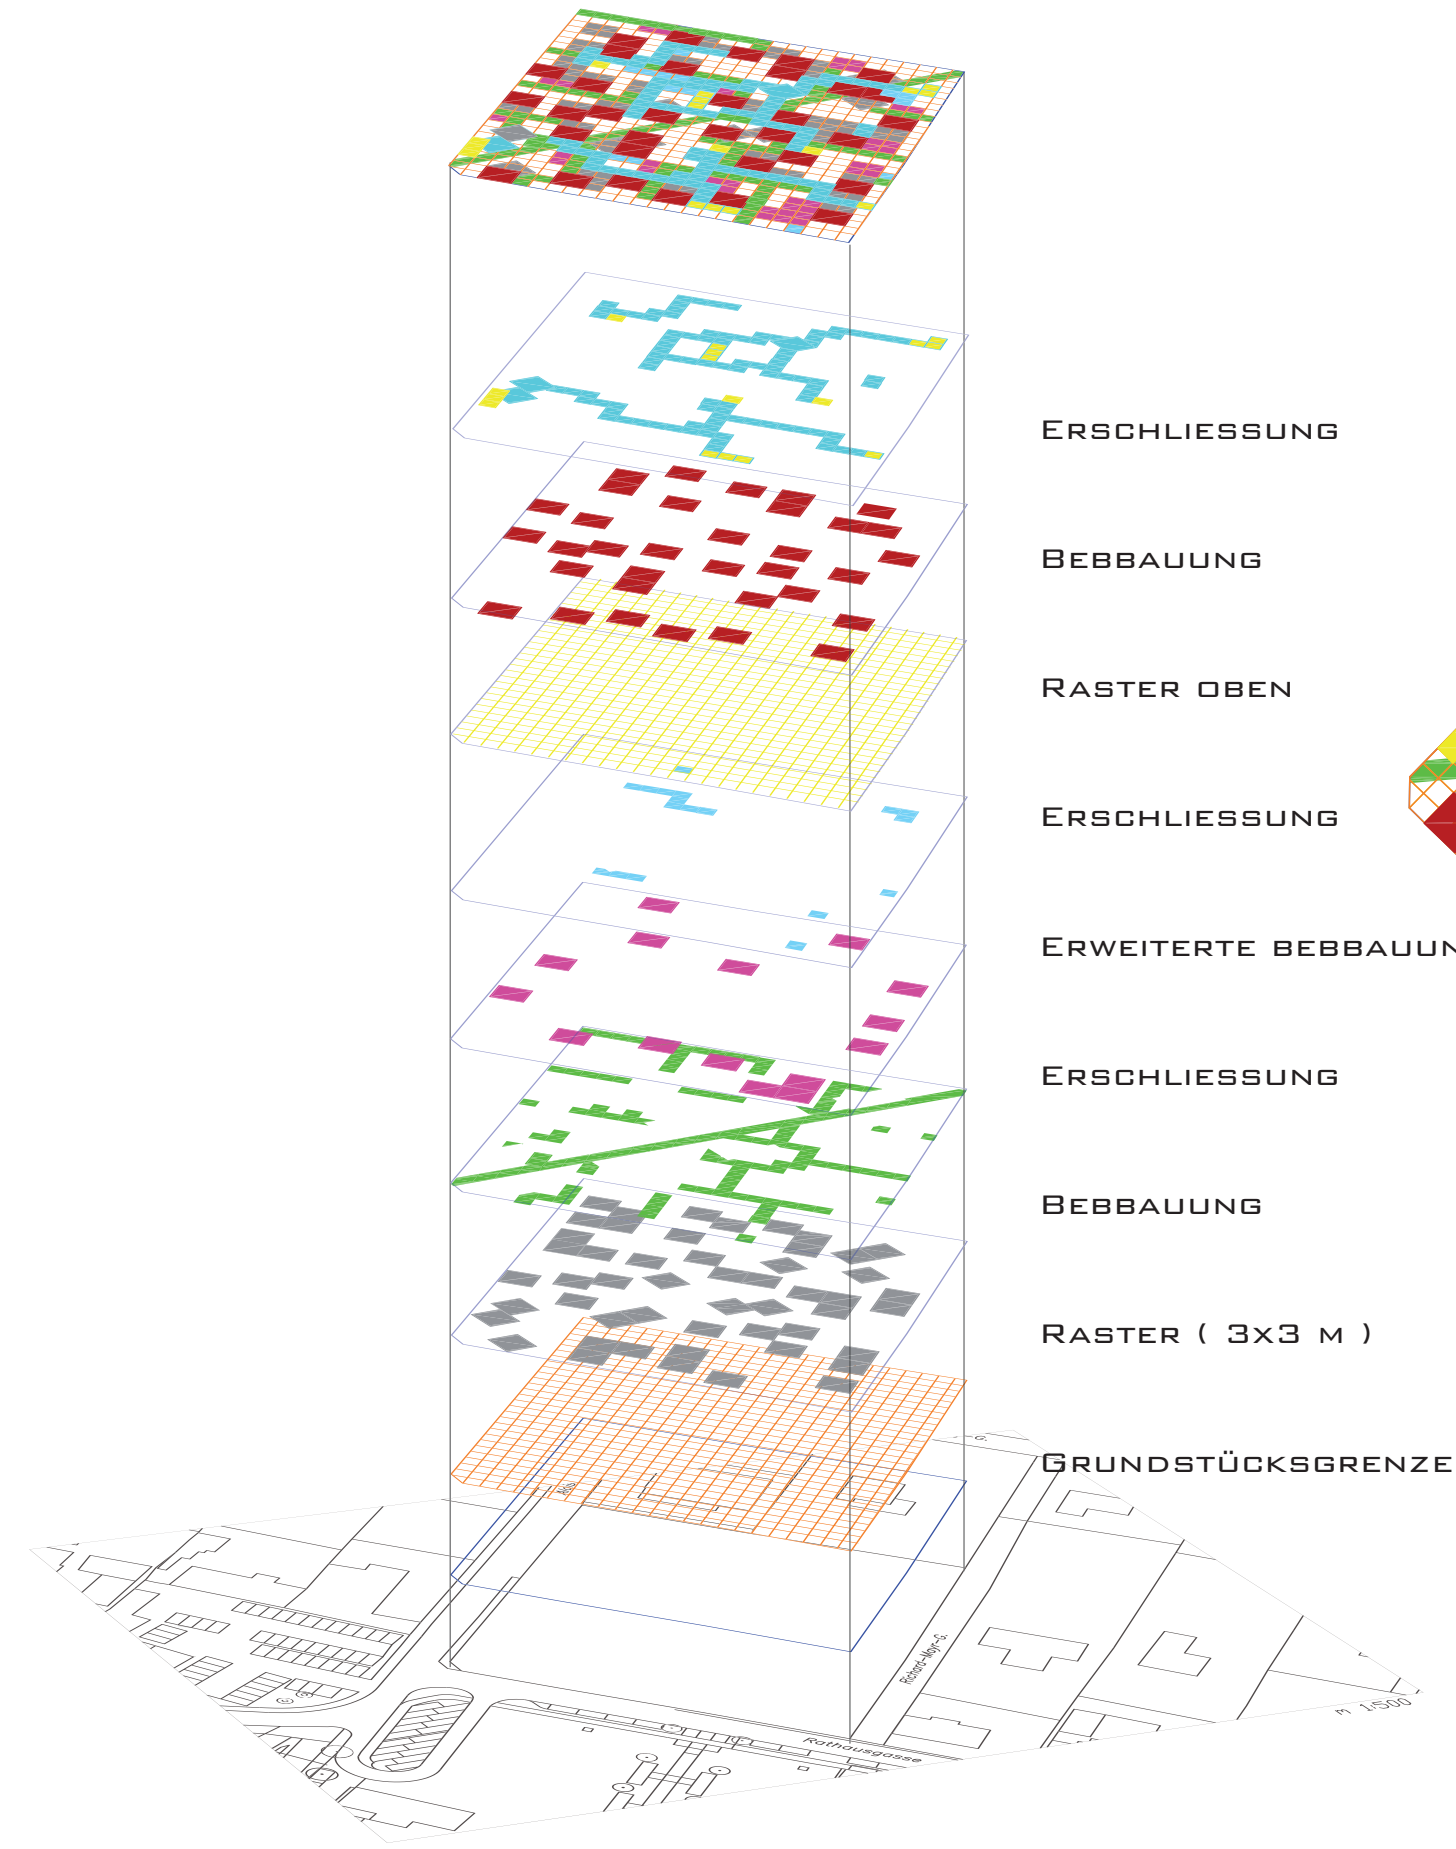 Erschliessung
Bebbauung
Raster oben
Erschliessung
Erweiterte bebbauun
Erschliessung
Bebbauung
Raster ( 3x3 m )
Grundstücksgrenze
-G.
Richard-Mayr-G.
Rathausgasse
m 1:500